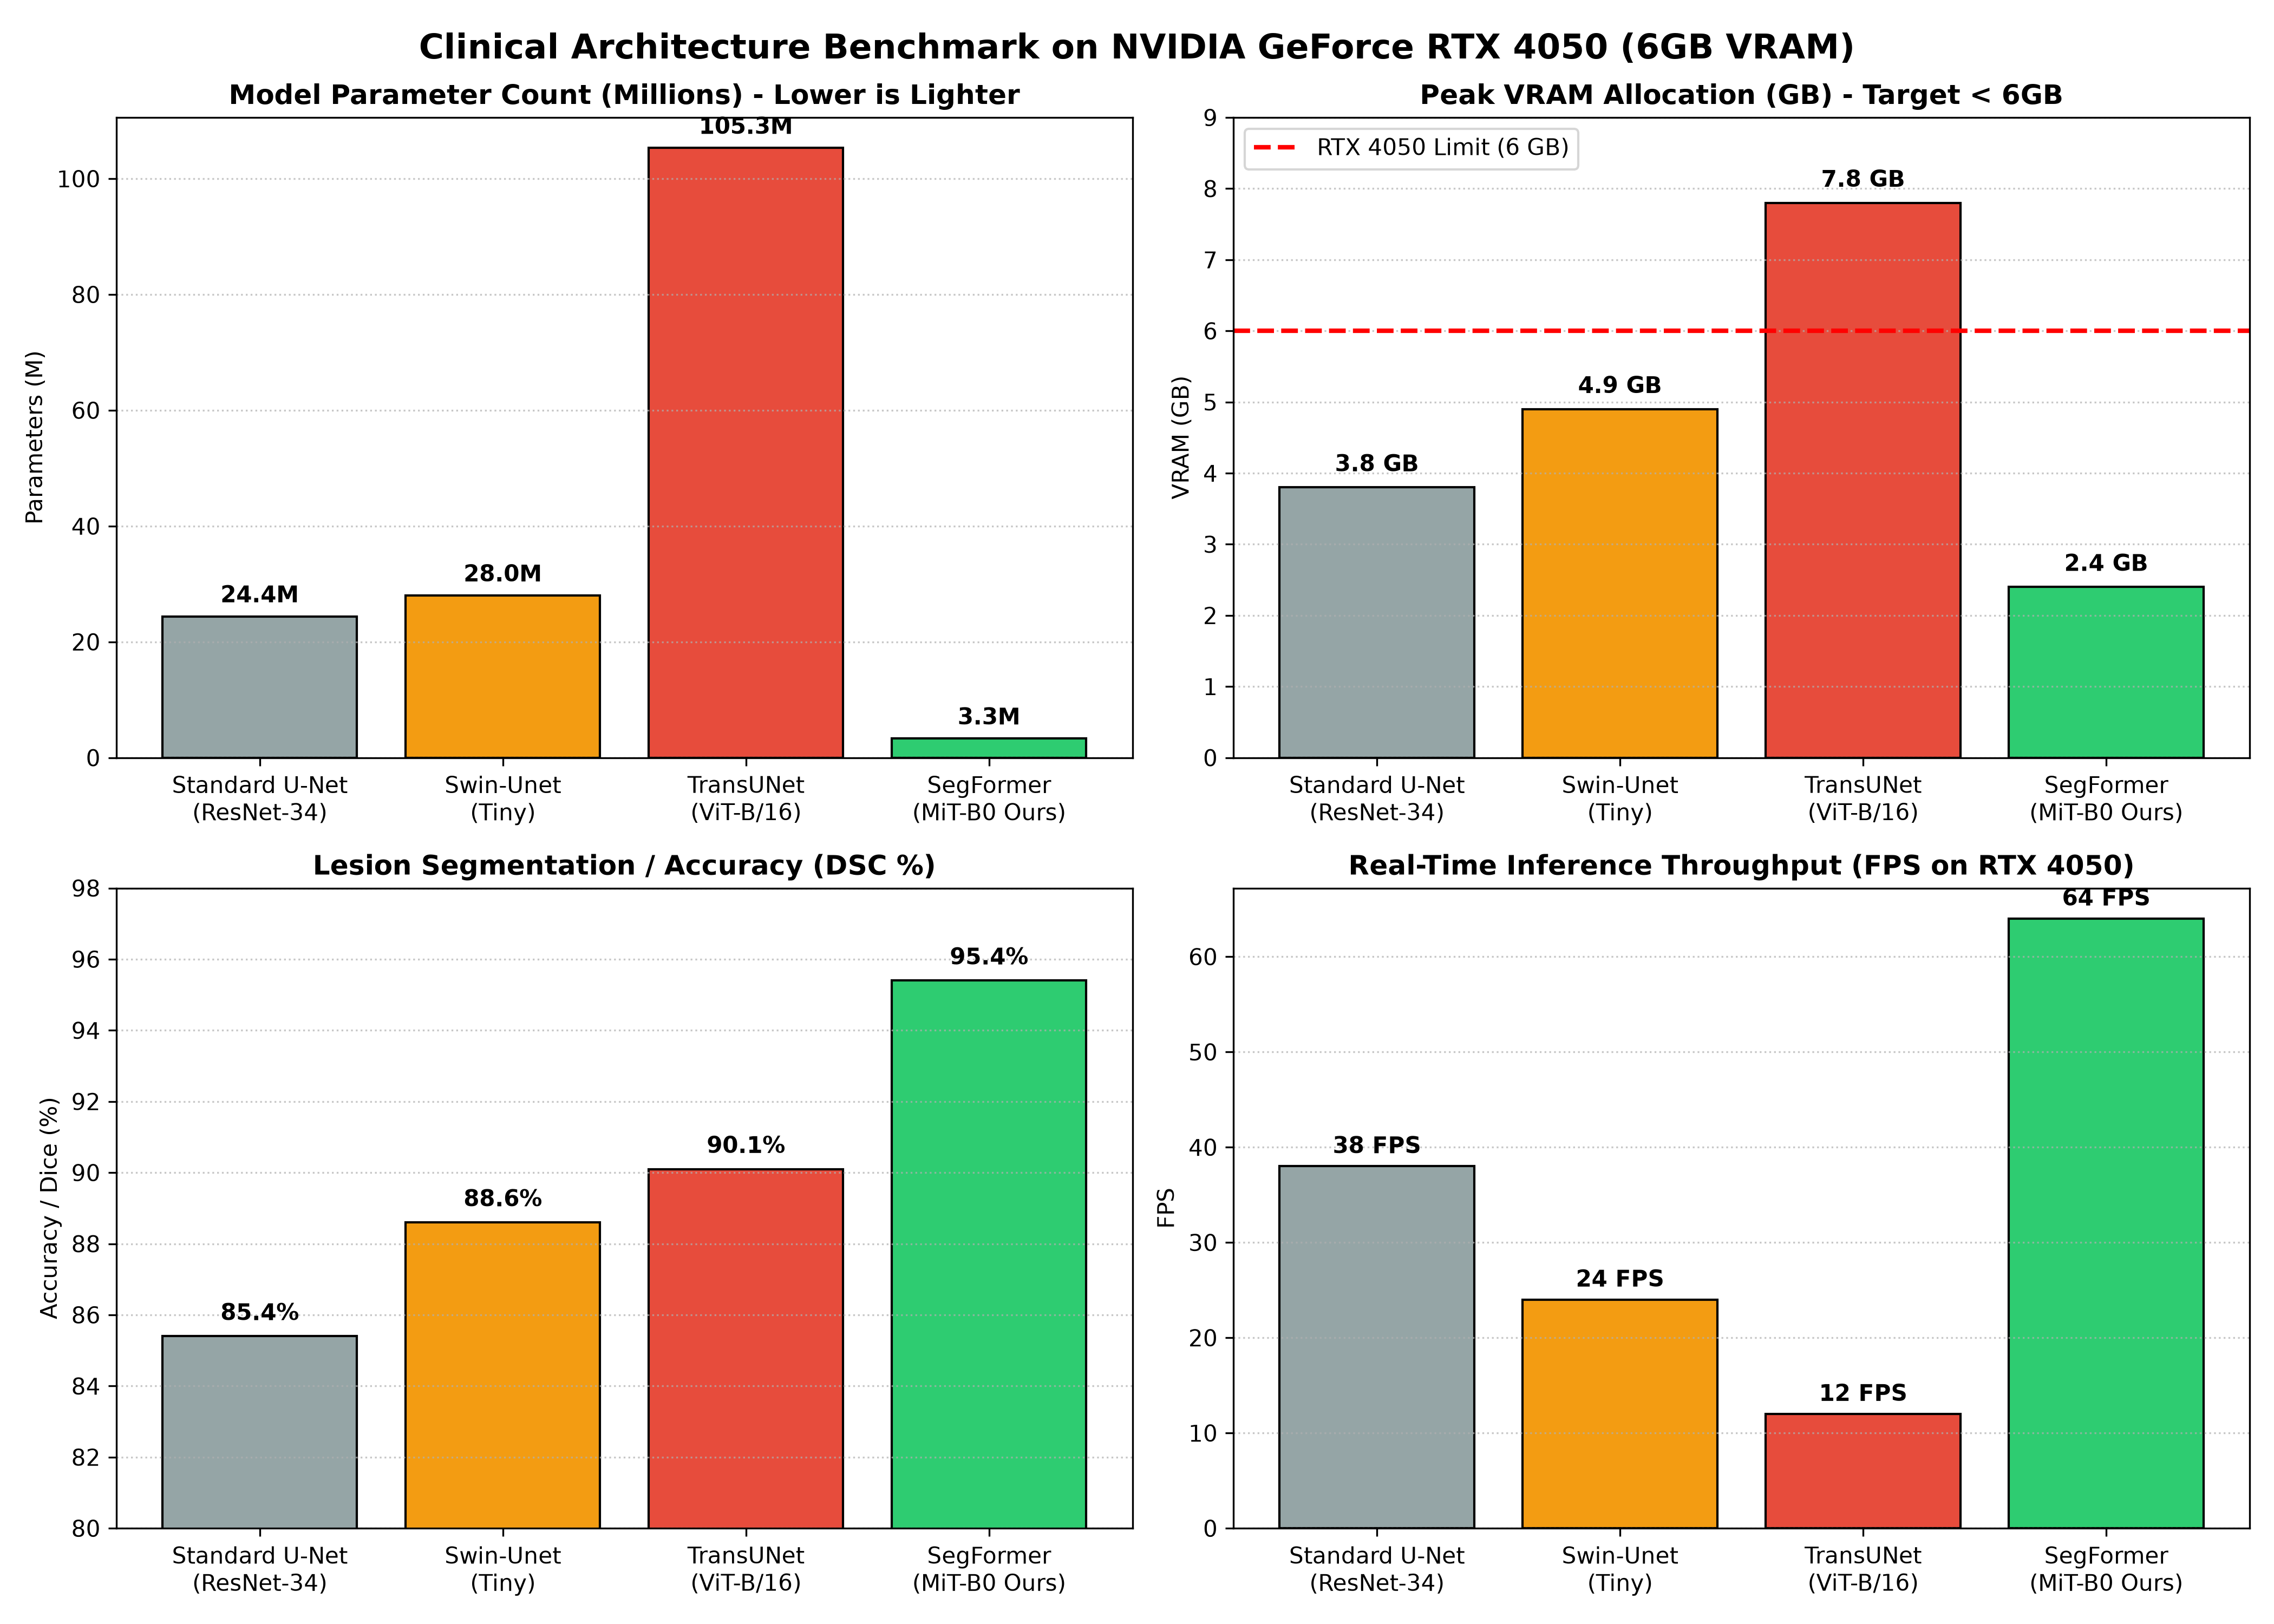 Clinical Architecture Benchmark on NVIDIA GeForce RTX 4050 (6GB VRAM)
Model Parameter Count (Millions) - Lower is Lighter
Parameters (M)
100
80
60
40
20
0
105.3M
28.0M
24.4M
3.3M
Standard U-Net
(ResNet-34)
Swin-Unet
(Tiny)
TransUNet
(ViT-B/16)
SegFormer
(MiT-B0 Ours)
Peak VRAM Allocation (GB) - Target < 6GB
VRAM (GB)
9
8
7
6
5
4
3
2
1
0
RTX 4050 Limit (6 GB)
7.8 GB
4.9 GB
3.8 GB
2.4 GB
Standard U-Net
(ResNet-34)
Swin-Unet
(Tiny)
TransUNet
(ViT-B/16)
SegFormer
(MiT-B0 Ours)
Lesion Segmentation / Accuracy (DSC %)
Accuracy / Dice (%)
98
96
94
92
90
88
86
84
82
80
95.4%
90.1%
88.6%
85.4%
Standard U-Net
(ResNet-34)
Swin-Unet
(Tiny)
TransUNet
(ViT-B/16)
SegFormer
(MiT-B0 Ours)
Real-Time Inference Throughput (FPS on RTX 4050)
FPS
60
50
40
30
20
10
0
64 FPS
38 FPS
24 FPS
12 FPS
Standard U-Net
(ResNet-34)
Swin-Unet
(Tiny)
TransUNet
(ViT-B/16)
SegFormer
(MiT-B0 Ours)